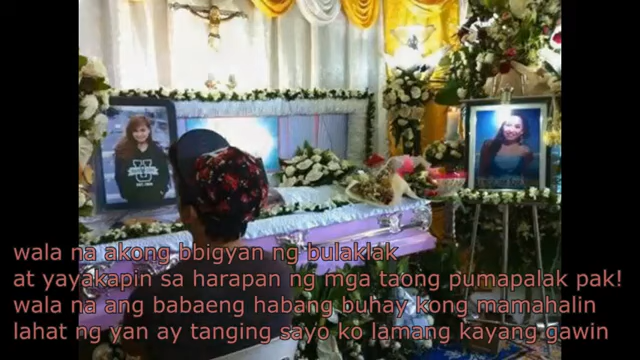 wala na akong bbigyan ng bulaklak
at yayakapin sa harapan ng mga taong pumapalak pak!
wala na ang babaeng habang buhay kong mamahalin
lahat ng yan ay tanging sayo ko lamang kayang gawin